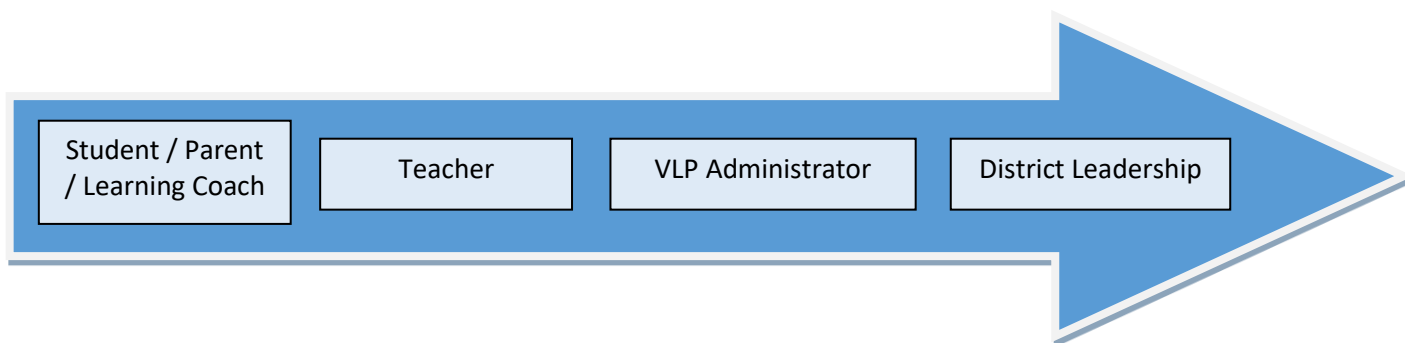 Student / Parent
/ Learning Coach
Teacher
VLP Administrator
District Leadership